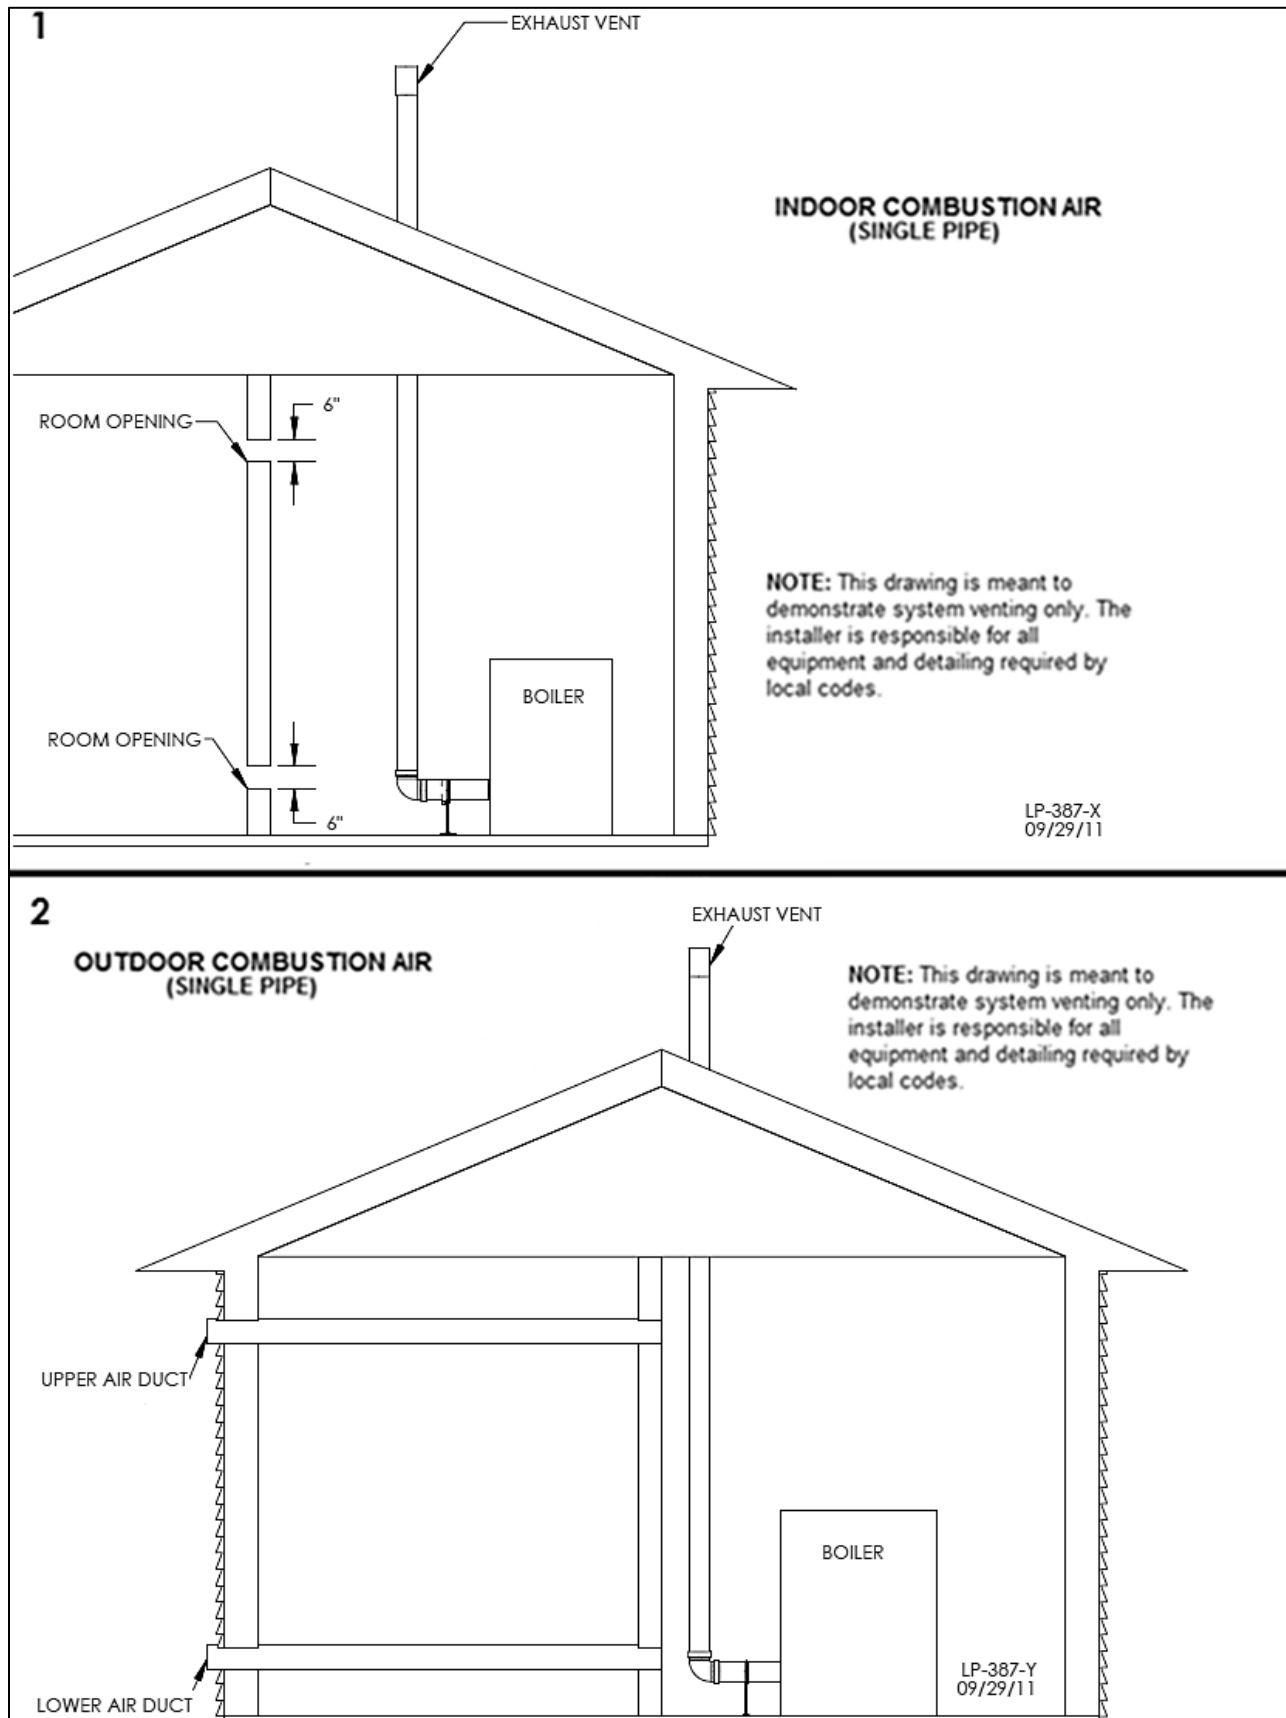 1
EXHAUST VENT
INDOOR COMBUSTION AIR
(SINGLE PIPE)
6"
ROOM OPENING
NOTE: This drawing is meant to
demonstrate system venting only. The
installer is responsible for all
equipment and detailing required by
local codes.
BOILER
ROOM OPENING
6"
LP-387-X
09/29/11
2
EXHAUST VENT
OUTDOOR COMBUSTION AIR
(SINGLE PIPE)
NOTE: This drawing is meant to
demonstrate system venting only. The
installer is responsible for all
equipment and detailing required by
local codes.
UPPER AIR DUCT
BOILER
LP-387-Y
09/29/11
LOWER AIR DUCT